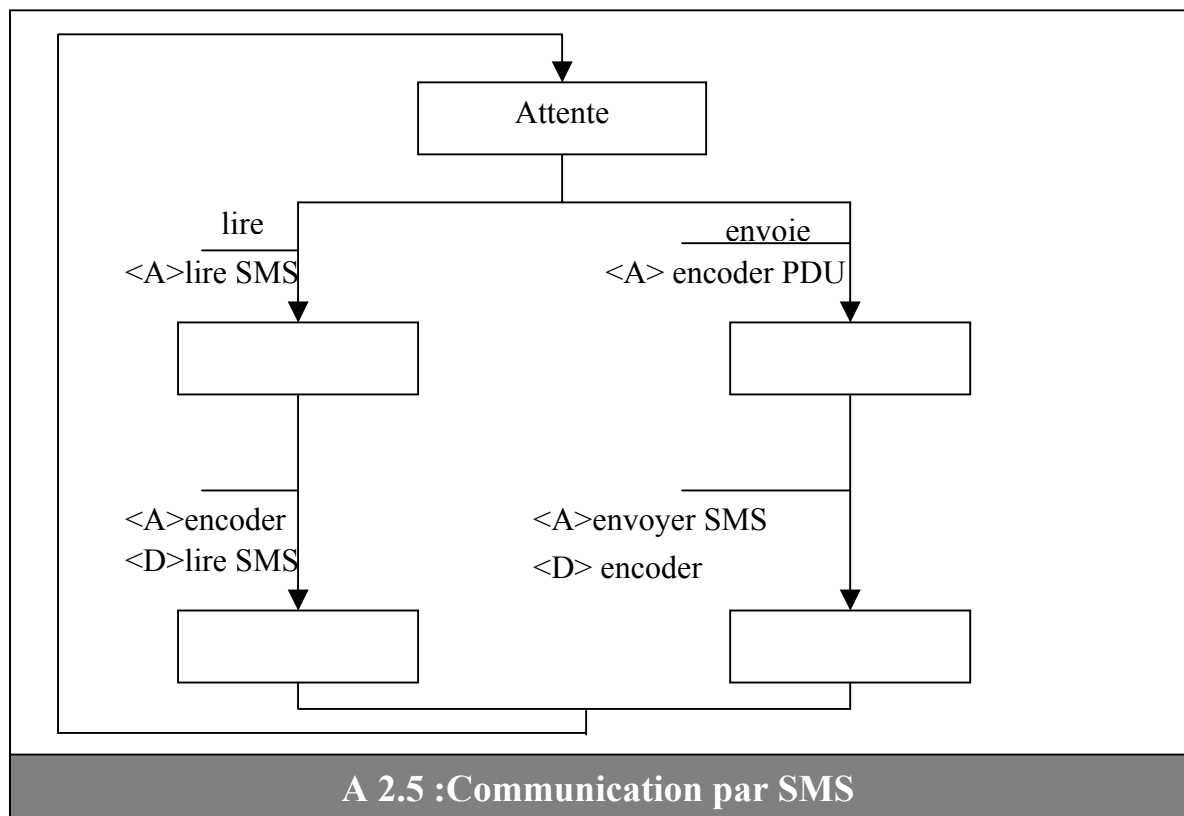 Attente
lire
<A>lire SMS
envoie
<A> encoder PDU
<A>encoder
<D>lire SMS
<A>envoyer SMS
<D> encoder
A 2.5 :Communication par SMS